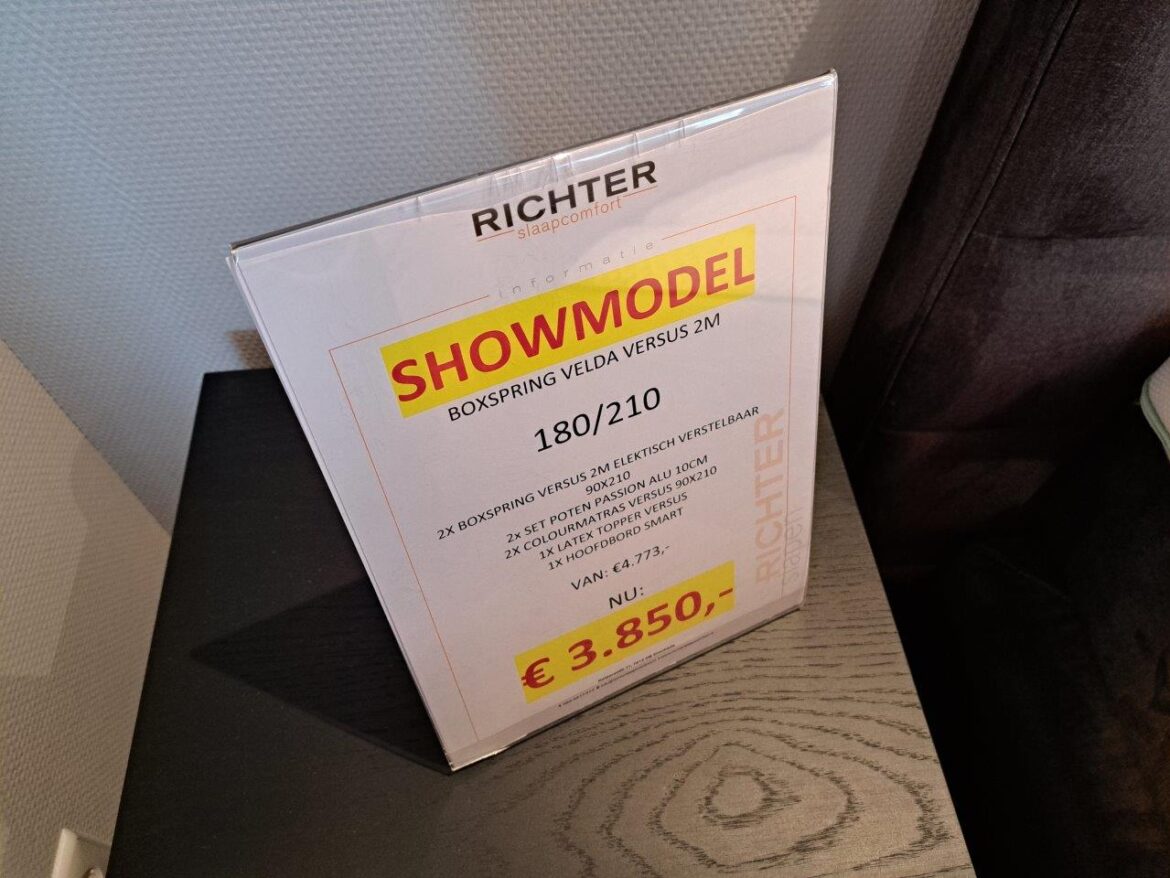 RICHTER
slaapcomfort
informatie
SHOWMODEL
BOXSPRING VELDA VERSUS 2M
180/210
2X BOXSPRING VERSUS 2M ELEKTISCH VERSTELBAAR
90X210
2x SET POTEN PASSION ALU 10CM
2X COLOURMATRAS VERSUS 90X210
1X LATEX TOPPER VERSUS
1X HOOFDBORD SMART
VAN: €4.773,-
NU:
€ 3.850,-
RICHTER